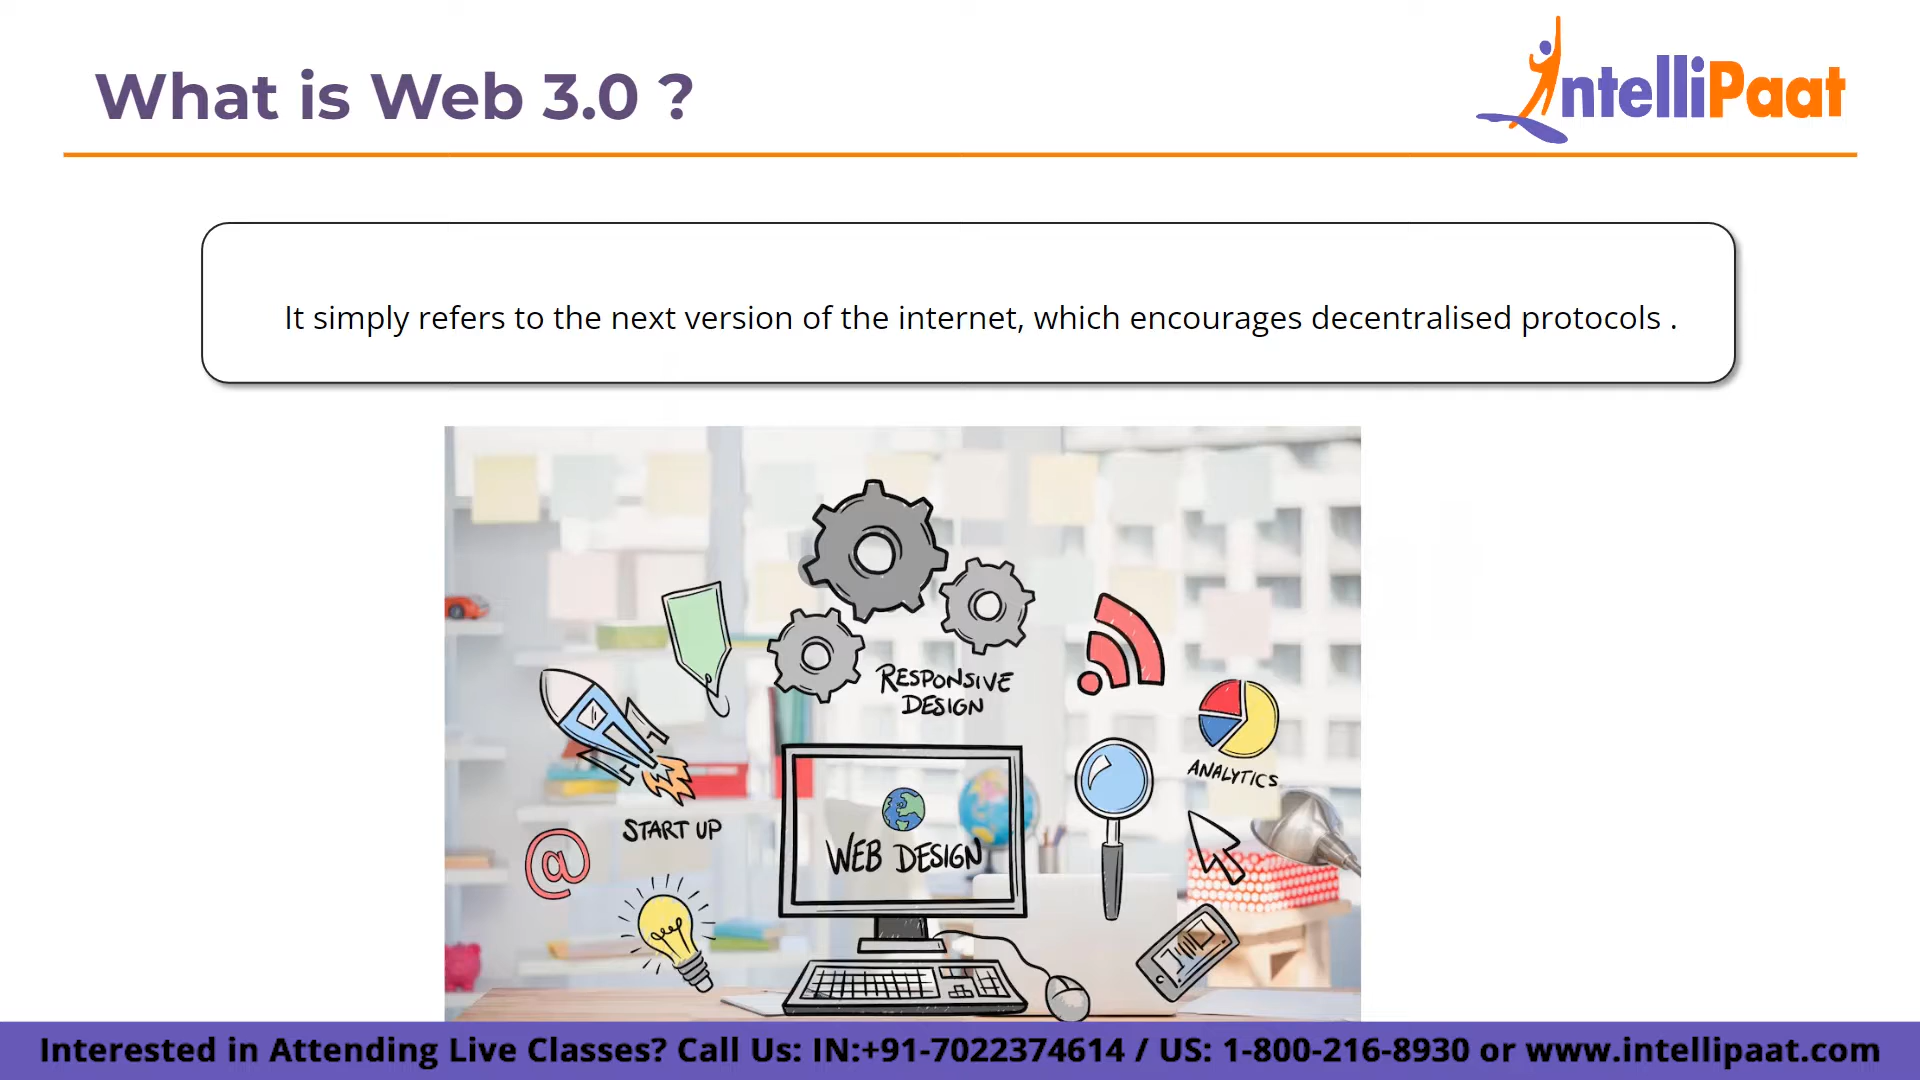 What is Web 3.0 ?
IntelliPaat
It simply refers to the next version of the internet, which encourages decentralised protocols .
RESPONSIVE
DESIGN
ANALYTICS
START UP
@
WEB DESIGN
Interested in Attending Live Classes? Call Us: IN:+91-7022374614 / US: 1-800-216-8930 or www.intellipaat.com